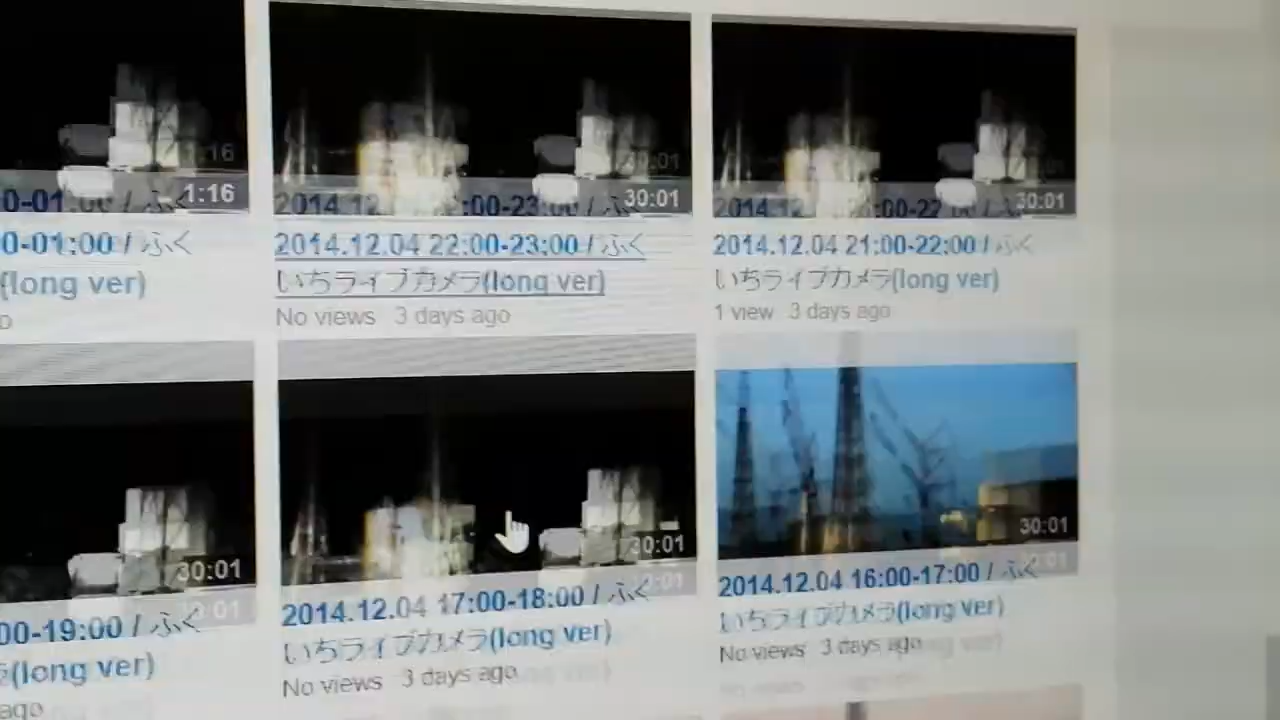 1:16
30:01
30:01
0-01:00 / ふく
(long ver)
2014.12.04 22:00-23:00 / ふく
いちライブカメラ(long ver)
No views 3 days ago
2014.12.04 21:00-22:00 / ふく
いちライブカメラ(long ver)
1 view 3 days ago
30:01
30:01
30:01
00-19:00 / ふく
(long ver)
ago
2014.12.04 17:00-18:00 / ふく
いちライブカメラ(long ver)
No views 3 days ago
2014.12.04 16:00-17:00 / ふく
いちライブカメラ(long ver)
No views 3 days ago